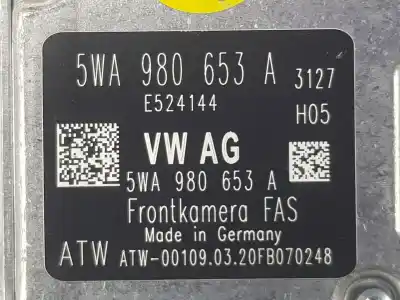 5WA 980 653 A 3127
E524144 H05
VW AG
5WA 980 653 A
Frontkamera FAS
Made in Germany
ATW ATW-00109.03.20FB070248